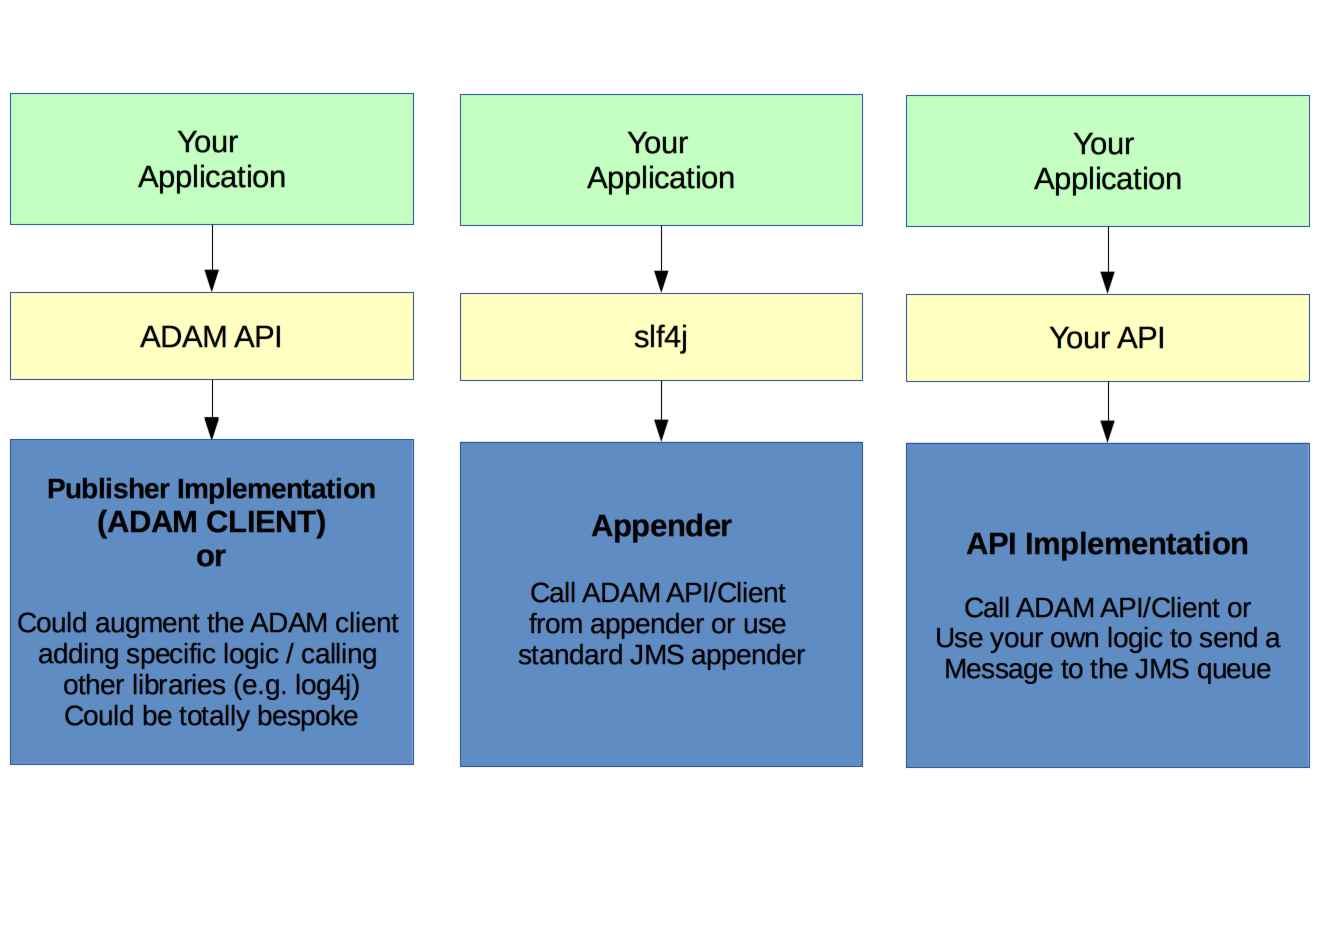 Your
Application
ADAM API
Publisher Implementation
(ADAM CLIENT)
or
Could augment the ADAM client
adding specific logic / calling
other libraries (e.g. log4j)
Could be totally bespoke
Your
Application
slf4j
Appender
Call ADAM API/Client
from appender or use
standard JMS appender
Your
Application
Your API
API Implementation
Call ADAM API/Client or
Use your own logic to send a
Message to the JMS queue